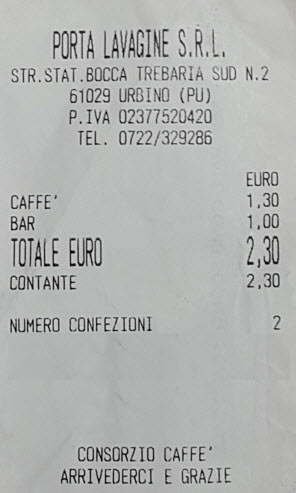 PORTA LAVAGINE S.R.L.
STR.STAT.BOCCA TREBARIA SUD N.2
61029 URBINO (PU)
P.IVA 02377520420
TEL. 0722/329286
EURO
CAFFE' 1,30
BAR 1,00
TOTALE EURO 2,30
CONTANTE 2,30
NUMERO CONFEZIONI 2
CONSORZIO CAFFE'
ARRIVEDERCI E GRAZIE